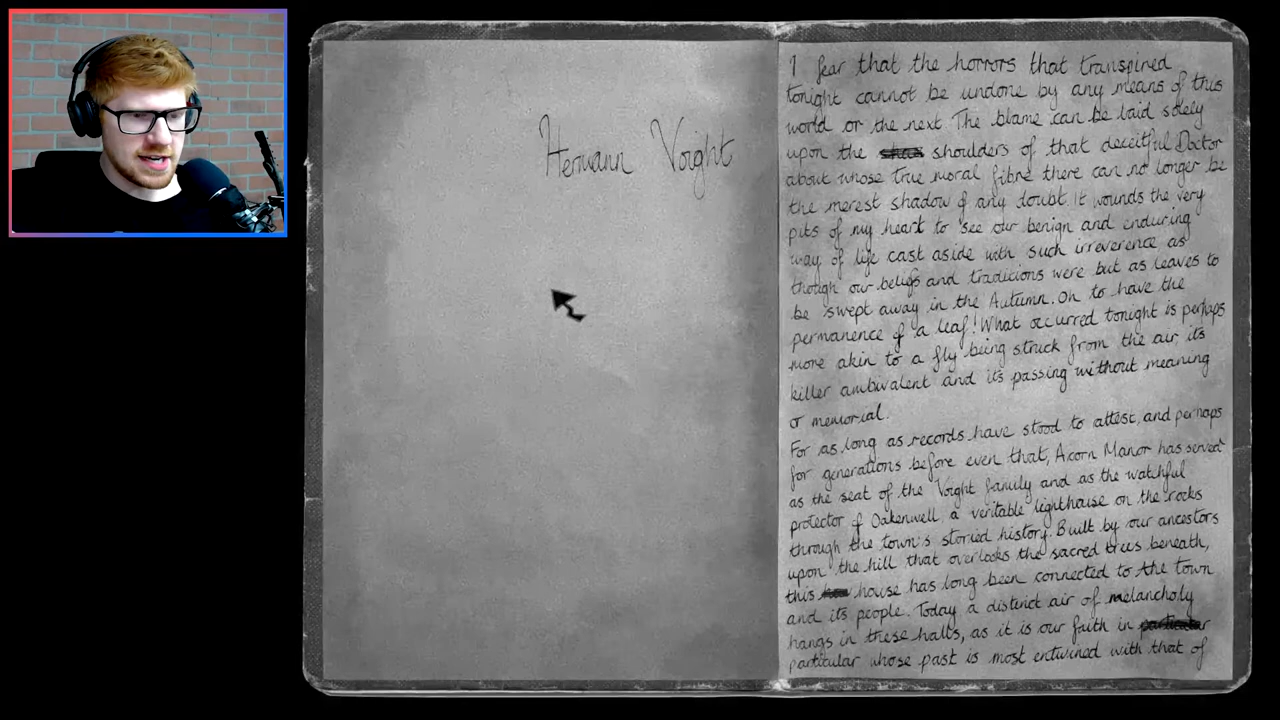 Hermann Voight
I fear that the horrors that transpired
tonight cannot be undone by any means of this
world or the next The blame can be laid solely
upon the shoulders of that deceitful Doctor
about whose true moral fibre there can no longer be
the merest shadow of any doubt. It wounds the very
pits of my heart to see our benign and enduring
way of life cast aside with such irreverence as
though our beliefs and traditions were but as leaves to
be swept away in the Autumn. Oh to have the
permanence of a leaf! What occurred tonight is perhaps
more akin to a fly being struck from the air its
killer ambivalent and its passing without meaning
or memorial.
For as long as records have stood to attest, and perhaps
for generations before even that, Acorn Manor has served
as the seat of the Voight family and as the watchful
protector of Oakenwell, a veritable lighthouse on the rocks
through the town's storied history. Built by our ancestors
upon the hill that overlooks the sacred trees beneath,
this house has long been connected to the town
and its people. Today a distinct air of melancholy
hangs in these halls, as it is our faith in particular
particular whose past is most entwined with that of